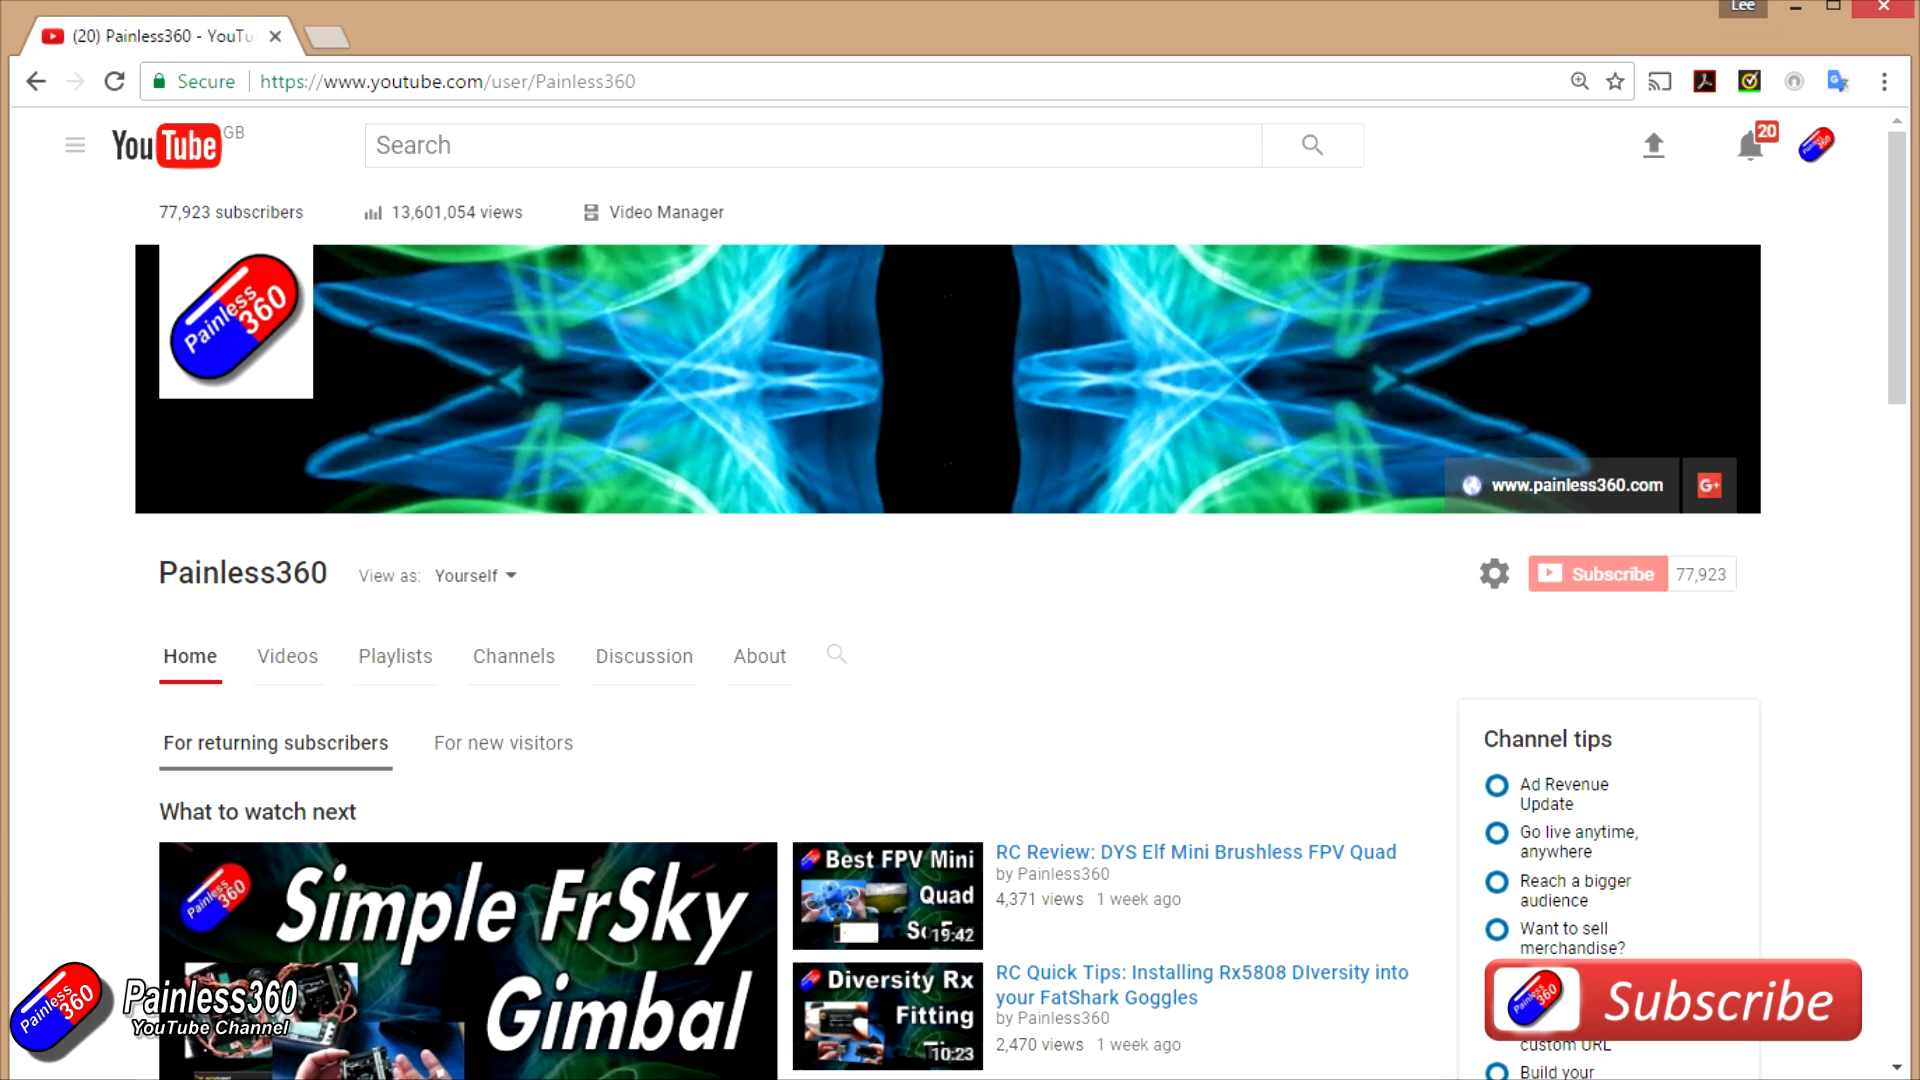 Lee
(20) Painless360 - YouTu
Secure https://www.youtube.com/user/Painless360
YouTube GB
Search
20
77,923 subscribers 13,601,054 views Video Manager
Painless 360
www.painless360.com G+
Painless360 View as: Yourself
Subscribe 77,923
Home Videos Playlists Channels Discussion About
For returning subscribers For new visitors
What to watch next
Painless 360
Simple FrSky
Gimbal
Best FPV Mini
Quad
19:42
RC Review: DYS Elf Mini Brushless FPV Quad
by Painless360
4,371 views 1 week ago
Diversity Rx
Fitting
10:23
RC Quick Tips: Installing Rx5808 DIversity into
your FatShark Goggles
by Painless360
2,470 views 1 week ago
Channel tips
Ad Revenue
Update
Go live anytime,
anywhere
Reach a bigger
audience
Want to sell
merchandise?
custom URL
Build your
Painless 360
Painless360
YouTube Channel
Painless 360
Subscribe